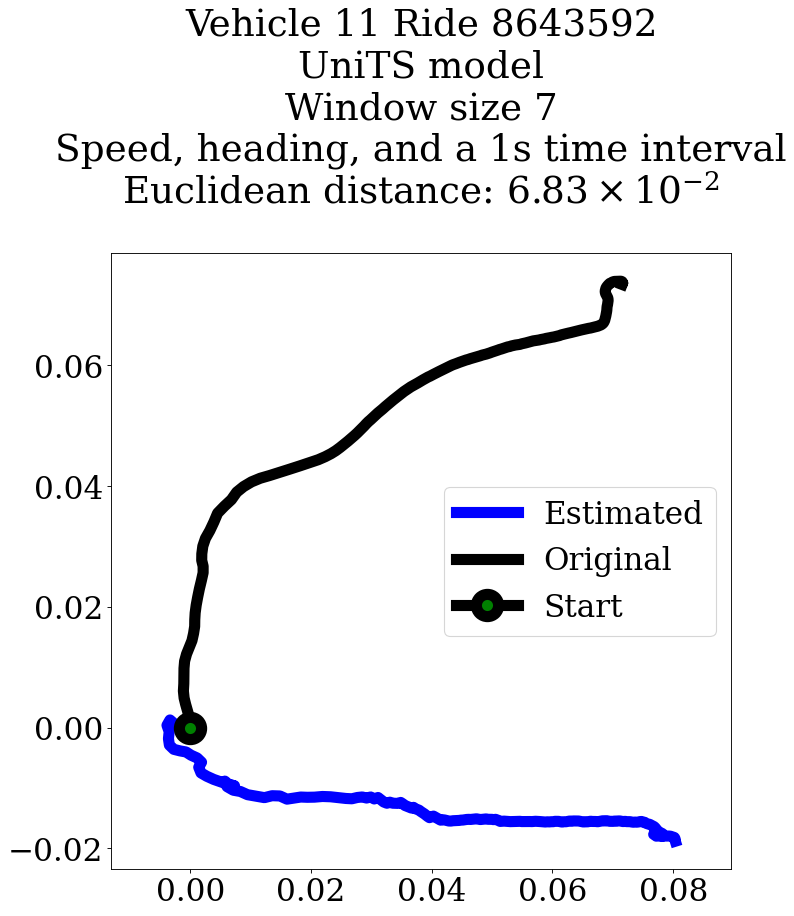 Vehicle 11 Ride 8643592
UniTS model
Window size 7
Speed, heading, and a 1s time interval
Euclidean distance: 6.83 × 10⁻²
0.06
0.04
0.02
0.00
−0.02
Estimated
Original
Start
0.00 0.02 0.04 0.06 0.08